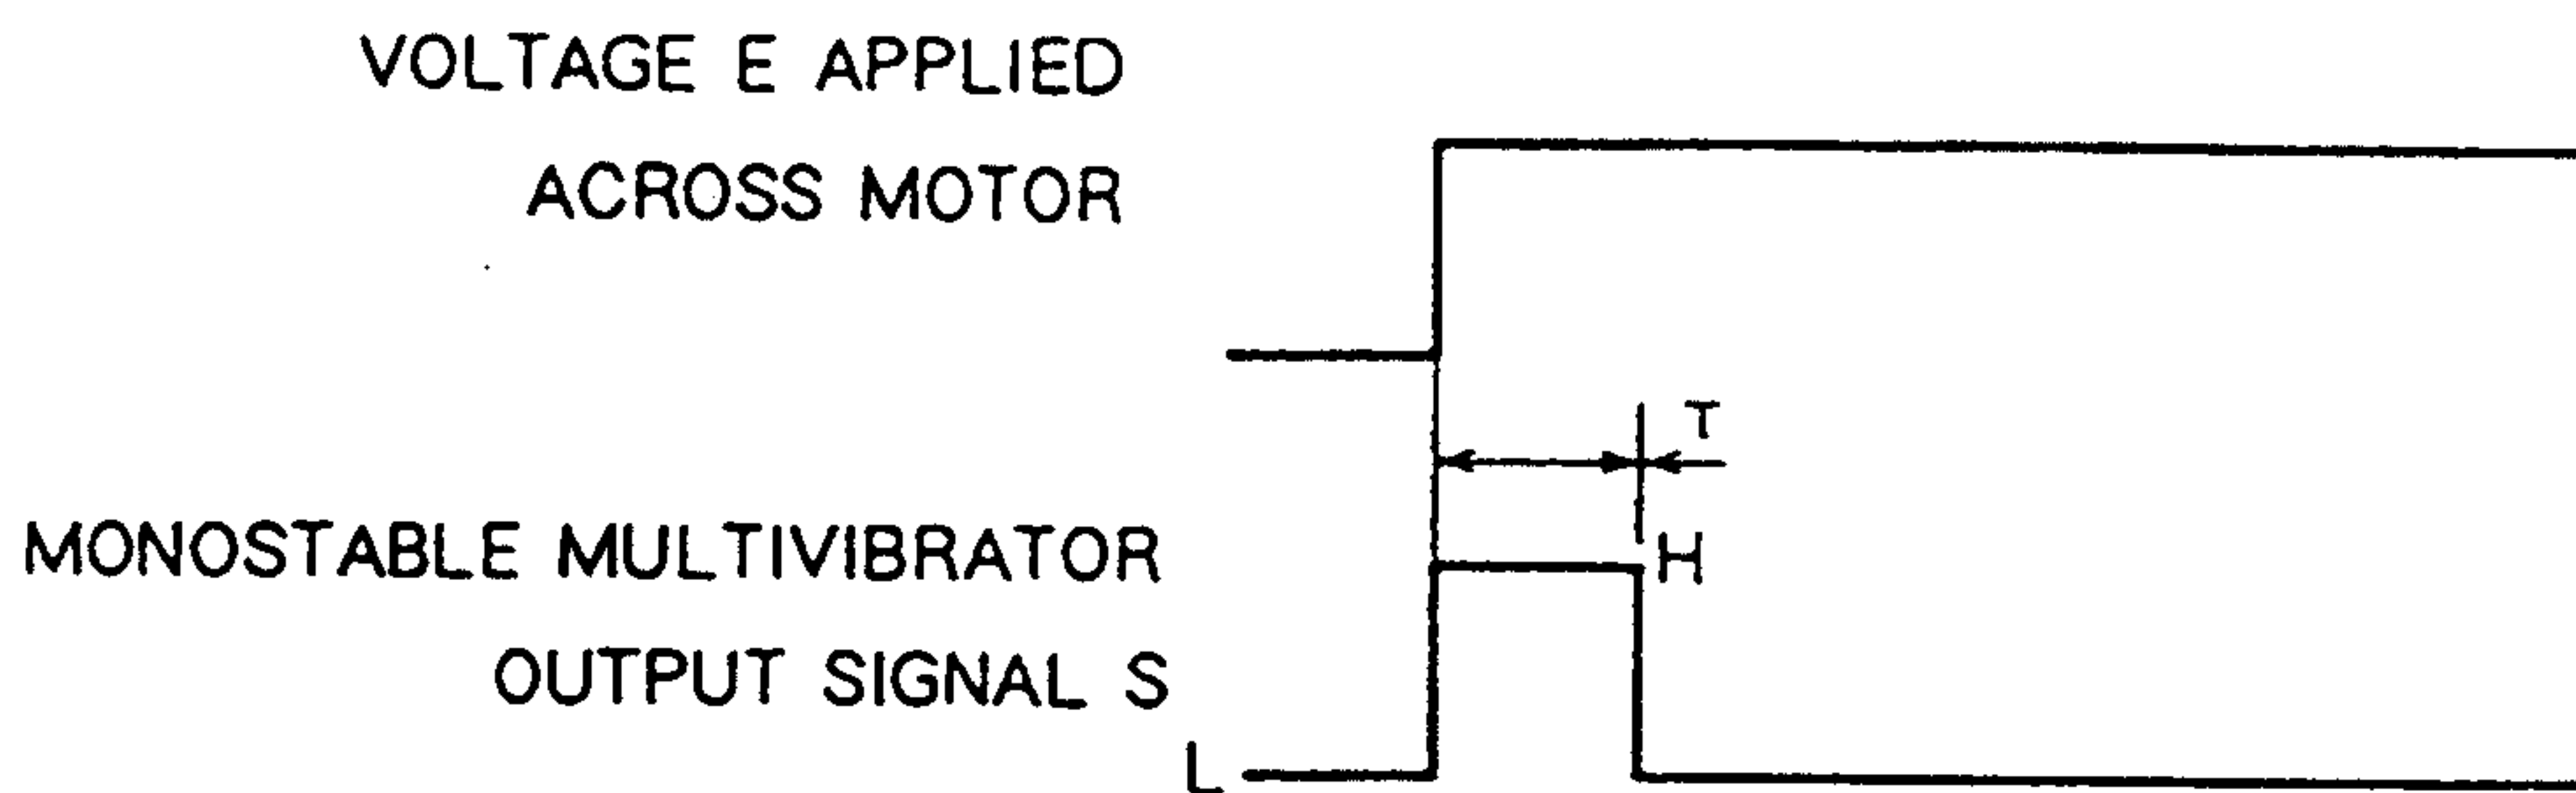 VOLTAGE E APPLIED
ACROSS MOTOR
τ
MONOSTABLE MULTIVIBRATOR
H
OUTPUT SIGNAL S
L